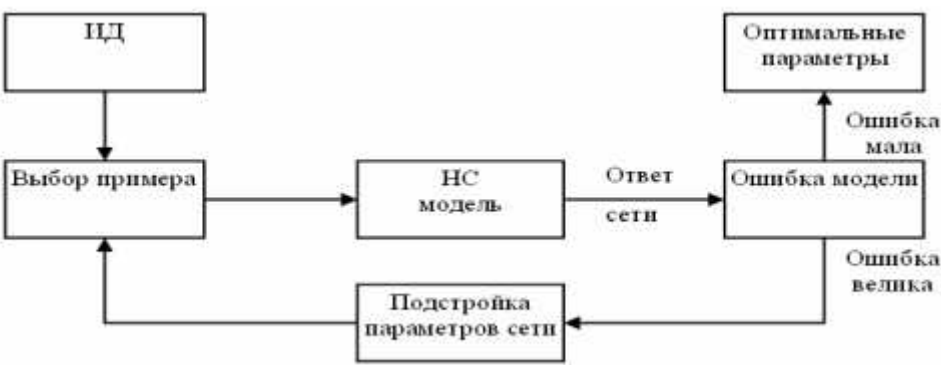 ИД
Оптимальные
параметры
Ошибка
мала
Выбор примера
НС
модель
Ответ
сети
Ошибка модели
Ошибка
велика
Подстройка
параметров сети